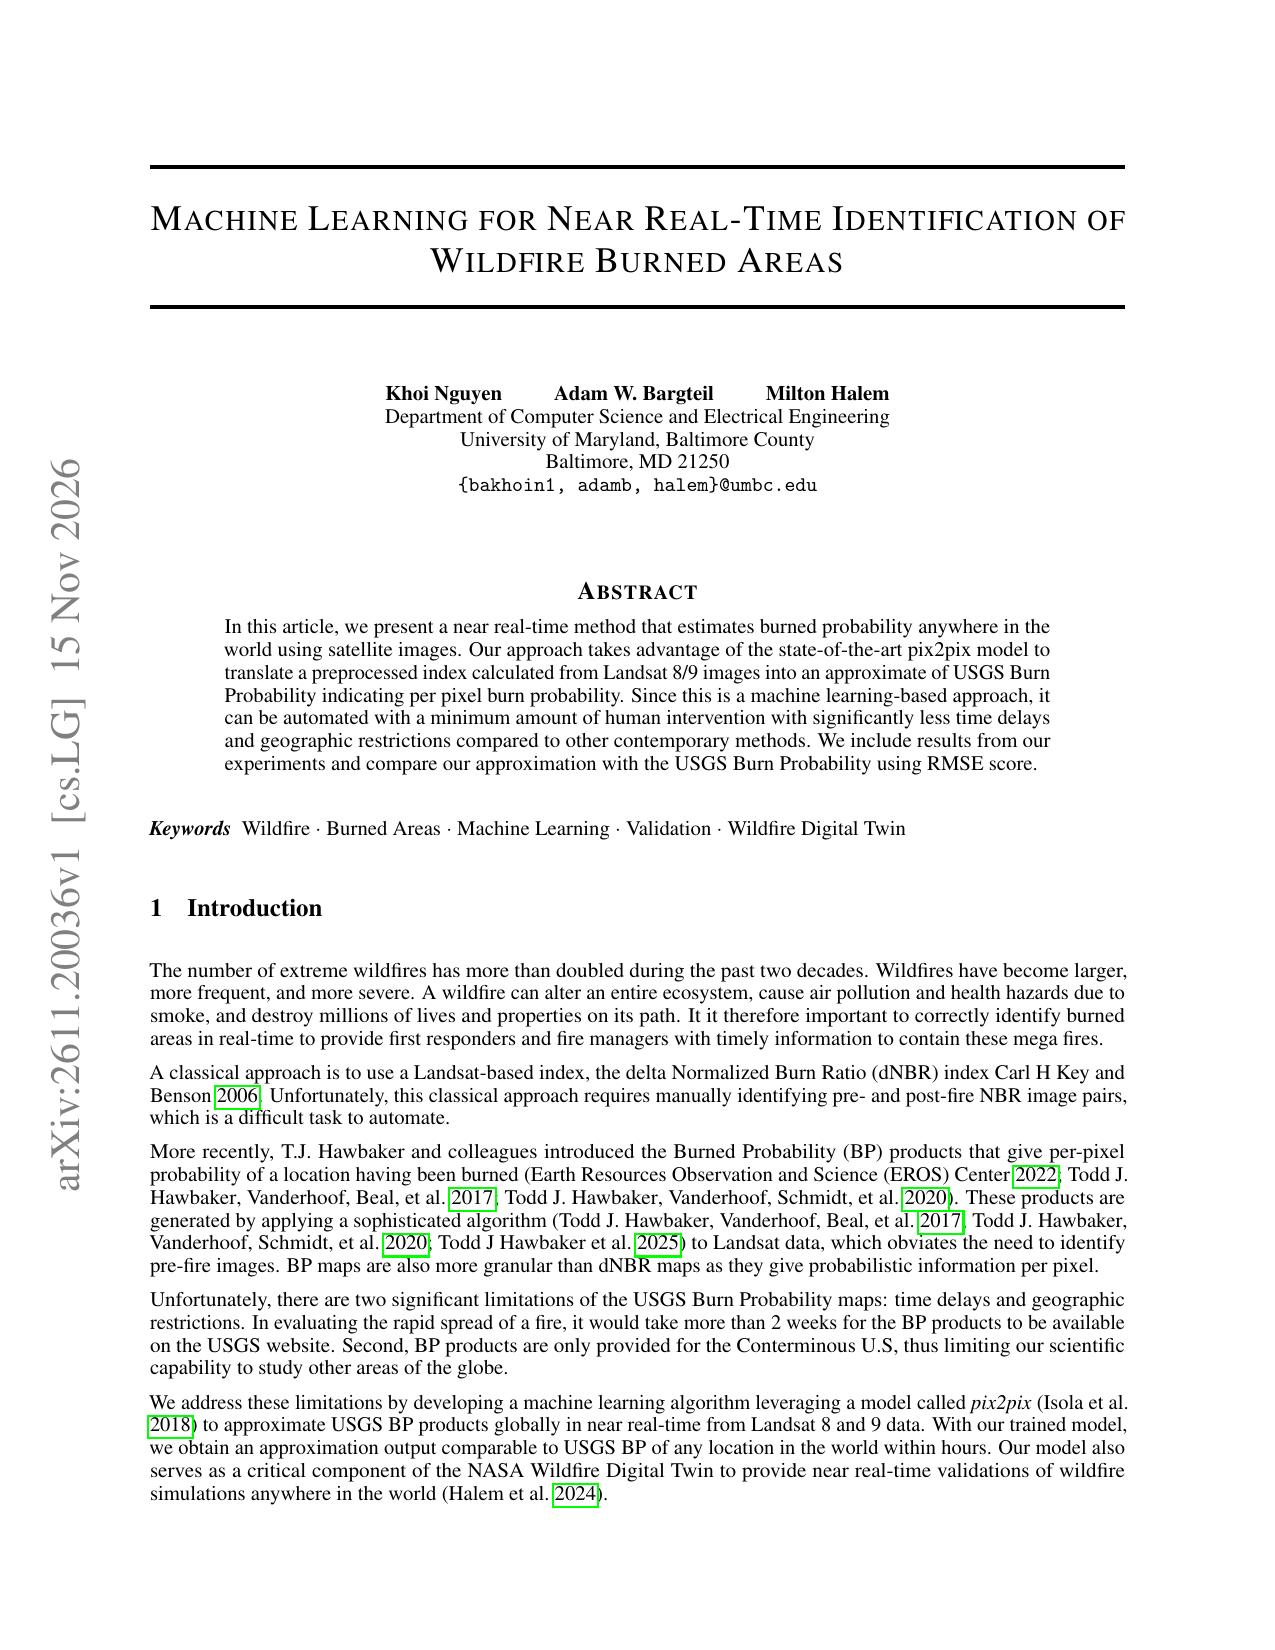 MACHINE LEARNING FOR NEAR REAL-TIME IDENTIFICATION OF
WILDFIRE BURNED AREAS
Khoi Nguyen Adam W. Bargteil Milton Halem
Department of Computer Science and Electrical Engineering
University of Maryland, Baltimore County
Baltimore, MD 21250
{bakhoin1, adamb, halem}@umbc.edu
arXiv:2611.20036v1 [cs.LG] 15 Nov 2026
ABSTRACT
In this article, we present a near real-time method that estimates burned probability anywhere in the
world using satellite images. Our approach takes advantage of the state-of-the-art pix2pix model to
translate a preprocessed index calculated from Landsat 8/9 images into an approximate of USGS Burn
Probability indicating per pixel burn probability. Since this is a machine learning-based approach, it
can be automated with a minimum amount of human intervention with significantly less time delays
and geographic restrictions compared to other contemporary methods. We include results from our
experiments and compare our approximation with the USGS Burn Probability using RMSE score.
Keywords Wildfire · Burned Areas · Machine Learning · Validation · Wildfire Digital Twin
1 Introduction
The number of extreme wildfires has more than doubled during the past two decades. Wildfires have become larger,
more frequent, and more severe. A wildfire can alter an entire ecosystem, cause air pollution and health hazards due to
smoke, and destroy millions of lives and properties on its path. It it therefore important to correctly identify burned
areas in real-time to provide first responders and fire managers with timely information to contain these mega fires.
A classical approach is to use a Landsat-based index, the delta Normalized Burn Ratio (dNBR) index Carl H Key and
Benson 2006. Unfortunately, this classical approach requires manually identifying pre- and post-fire NBR image pairs,
which is a difficult task to automate.
More recently, T.J. Hawbaker and colleagues introduced the Burned Probability (BP) products that give per-pixel
probability of a location having been burned (Earth Resources Observation and Science (EROS) Center 2022; Todd J.
Hawbaker, Vanderhoof, Beal, et al. 2017; Todd J. Hawbaker, Vanderhoof, Schmidt, et al. 2020). These products are
generated by applying a sophisticated algorithm (Todd J. Hawbaker, Vanderhoof, Beal, et al. 2017; Todd J. Hawbaker,
Vanderhoof, Schmidt, et al. 2020; Todd J Hawbaker et al. 2025) to Landsat data, which obviates the need to identify
pre-fire images. BP maps are also more granular than dNBR maps as they give probabilistic information per pixel.
Unfortunately, there are two significant limitations of the USGS Burn Probability maps: time delays and geographic
restrictions. In evaluating the rapid spread of a fire, it would take more than 2 weeks for the BP products to be available
on the USGS website. Second, BP products are only provided for the Conterminous U.S, thus limiting our scientific
capability to study other areas of the globe.
We address these limitations by developing a machine learning algorithm leveraging a model called pix2pix (Isola et al.
2018) to approximate USGS BP products globally in near real-time from Landsat 8 and 9 data. With our trained model,
we obtain an approximation output comparable to USGS BP of any location in the world within hours. Our model also
serves as a critical component of the NASA Wildfire Digital Twin to provide near real-time validations of wildfire
simulations anywhere in the world (Halem et al. 2024).